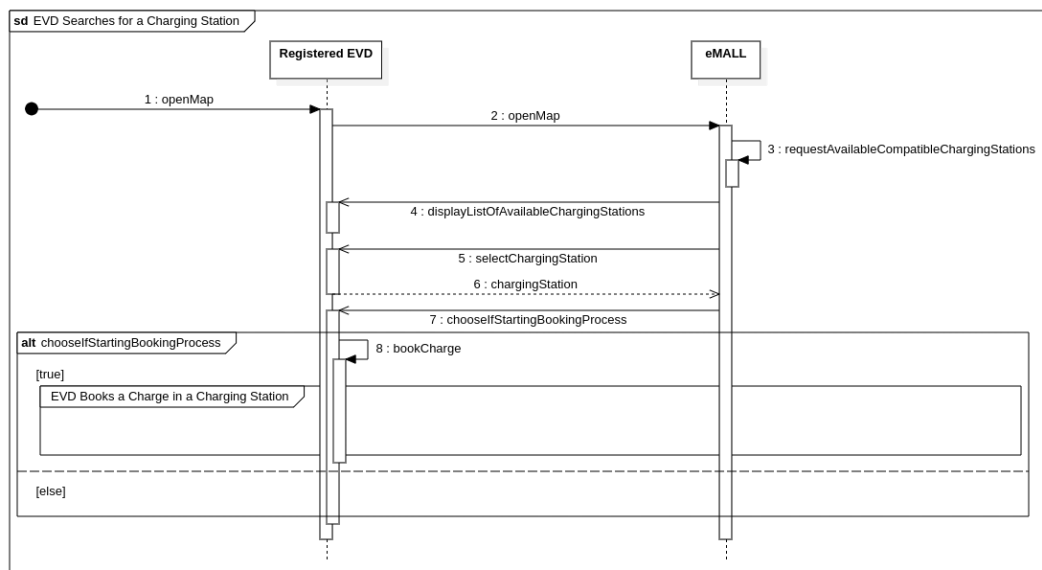 sd EVD Searches for a Charging Station
Registered EVD
eMALL
1 : openMap
2 : openMap
3 : requestAvailableCompatibleChargingStations
4 : displayListOfAvailableChargingStations
5 : selectChargingStation
6 : chargingStation
7 : chooseIfStartingBookingProcess
alt chooseIfStartingBookingProcess
8 : bookCharge
[true]
EVD Books a Charge in a Charging Station
[else]